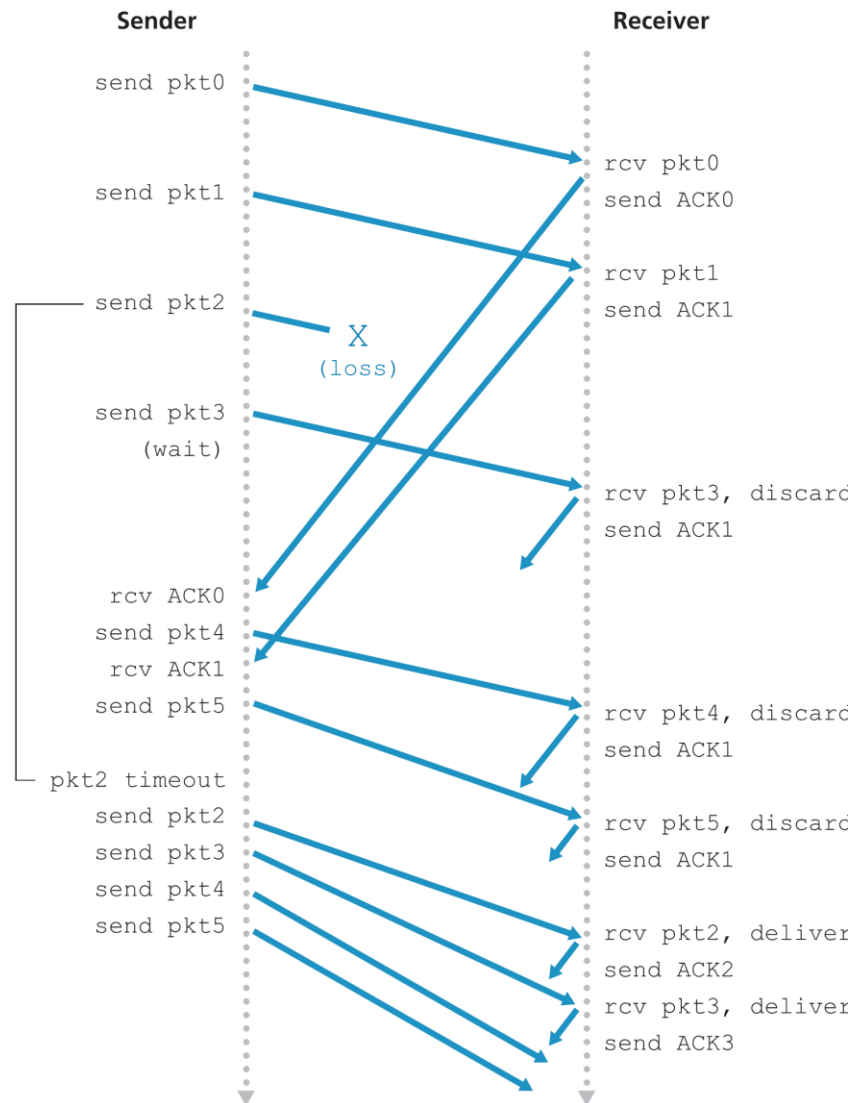 Sender
Receiver
send pkt0
rcv pkt0
send ACK0
send pkt1
rcv pkt1
send ACK1
send pkt2
X
(loss)
send pkt3
(wait)
rcv pkt3, discard
send ACK1
rcv ACK0
send pkt4
rcv ACK1
send pkt5
rcv pkt4, discard
send ACK1
pkt2 timeout
send pkt2
send pkt3
send pkt4
send pkt5
rcv pkt5, discard
send ACK1
rcv pkt2, deliver
send ACK2
rcv pkt3, deliver
send ACK3